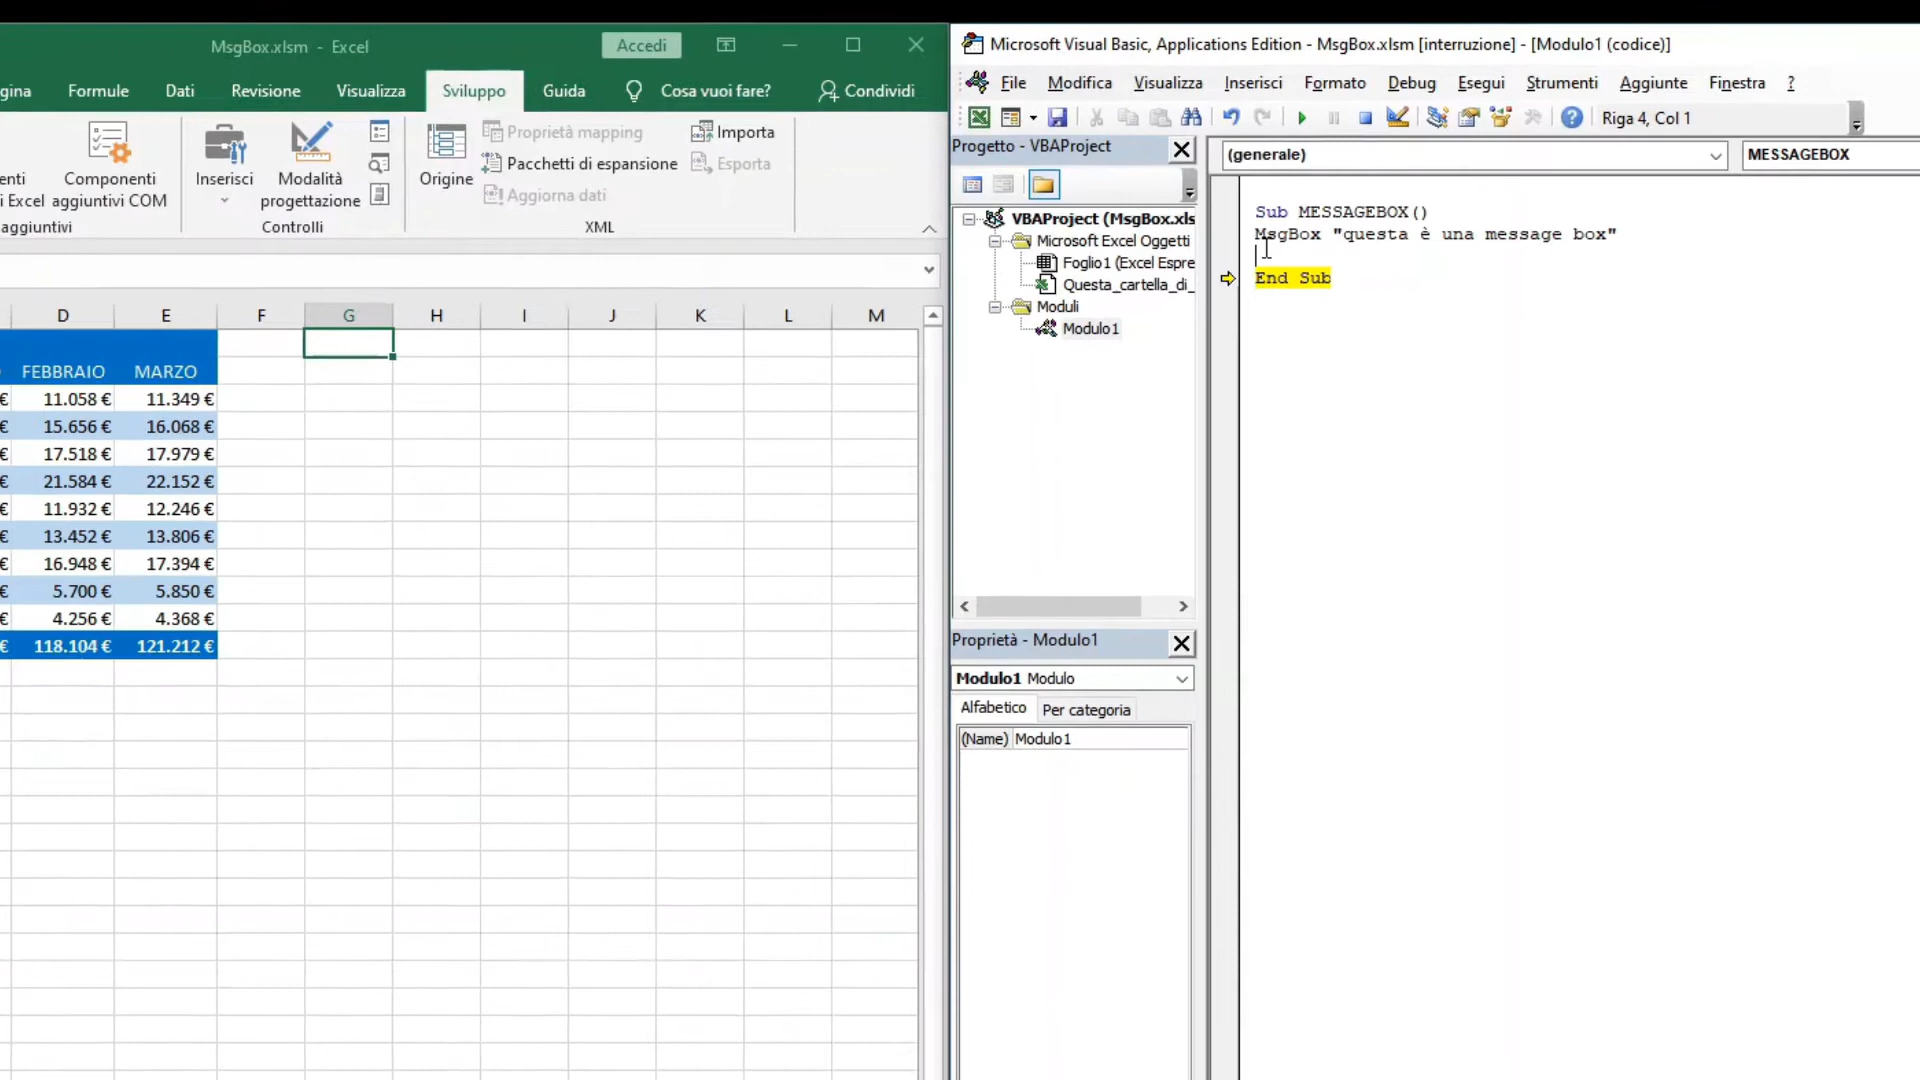 MsgBox.xlsm - Excel
Accedi
gina Formule Dati Revisione Visualizza Sviluppo Guida Cosa vuoi fare? Condividi
enti
i Excel
aggiuntivi
Componenti
aggiuntivi COM
Inserisci
Modalità
progettazione
Controlli
Origine
Proprietà mapping
Pacchetti di espansione
Aggiorna dati
Importa
Esporta
XML
D E F G H I J K L M
FEBBRAIO MARZO
€ 11.058 € 11.349 €
€ 15.656 € 16.068 €
€ 17.518 € 17.979 €
€ 21.584 € 22.152 €
€ 11.932 € 12.246 €
€ 13.452 € 13.806 €
€ 16.948 € 17.394 €
€ 5.700 € 5.850 €
€ 4.256 € 4.368 €
€ 118.104 € 121.212 €
Microsoft Visual Basic, Applications Edition - MsgBox.xlsm [interruzione] - [Modulo1 (codice)]
File Modifica Visualizza Inserisci Formato Debug Esegui Strumenti Aggiunte Finestra ?
Riga 4, Col 1
Progetto - VBAProject
VBAProject (MsgBox.xls
Microsoft Excel Oggetti
Foglio1 (Excel Espre
Questa_cartella_di_
Moduli
Modulo1
Proprietà - Modulo1
Modulo1 Modulo
Alfabetico Per categoria
(Name) Modulo1
(generale) MESSAGEBOX
Sub MESSAGEBOX()
MsgBox "questa è una message box"
End Sub